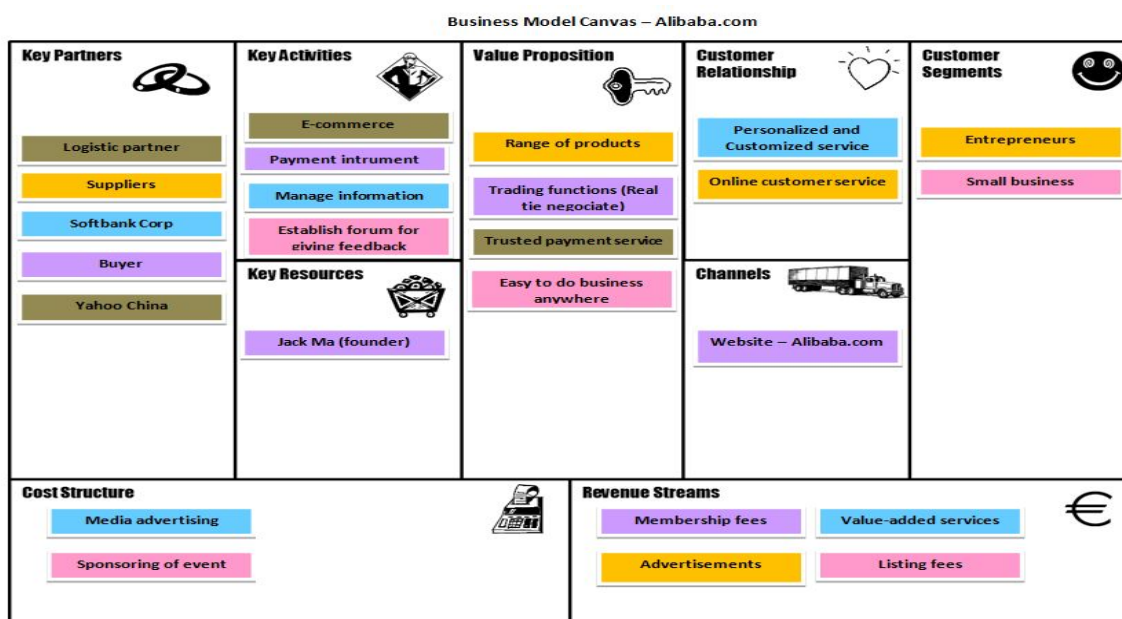 Business Model Canvas – Alibaba.com
Key Partners
Logistic partner
Suppliers
Softbank Corp
Buyer
Yahoo China
Key Activities
E-commerce
Payment intrument
Manage information
Establish forum for
giving feedback
Key Resources
Jack Ma (founder)
Value Proposition
Range of products
Trading functions (Real
tie negociate)
Trusted payment service
Easy to do business
anywhere
Customer
Relationship
Personalized and
Customized service
Online customer service
Channels
Website – Alibaba.com
Customer
Segments
Entrepreneurs
Small business
Cost Structure
Media advertising
Sponsoring of event
Revenue Streams
Membership fees
Value-added services
Advertisements
Listing fees
€